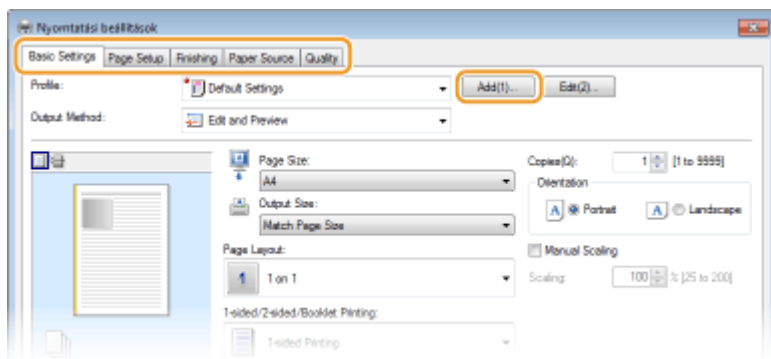 Nyomtatási beállítások
Basic Settings Page Setup Finishing Paper Source Quality
Profile: Default Settings Add(1)... Edit(2)...
Output Method: Edit and Preview
Page Size: Copies(Q): 1 [1 to 9999]
A4 Orientation
Output Size: A Portrait A Landscape
Match Page Size
Page Layout: Manual Scaling
1 1 on 1 Scaling: 100 % [25 to 200]
1-sided/2-sided/Booklet Printing:
1-sided Printing